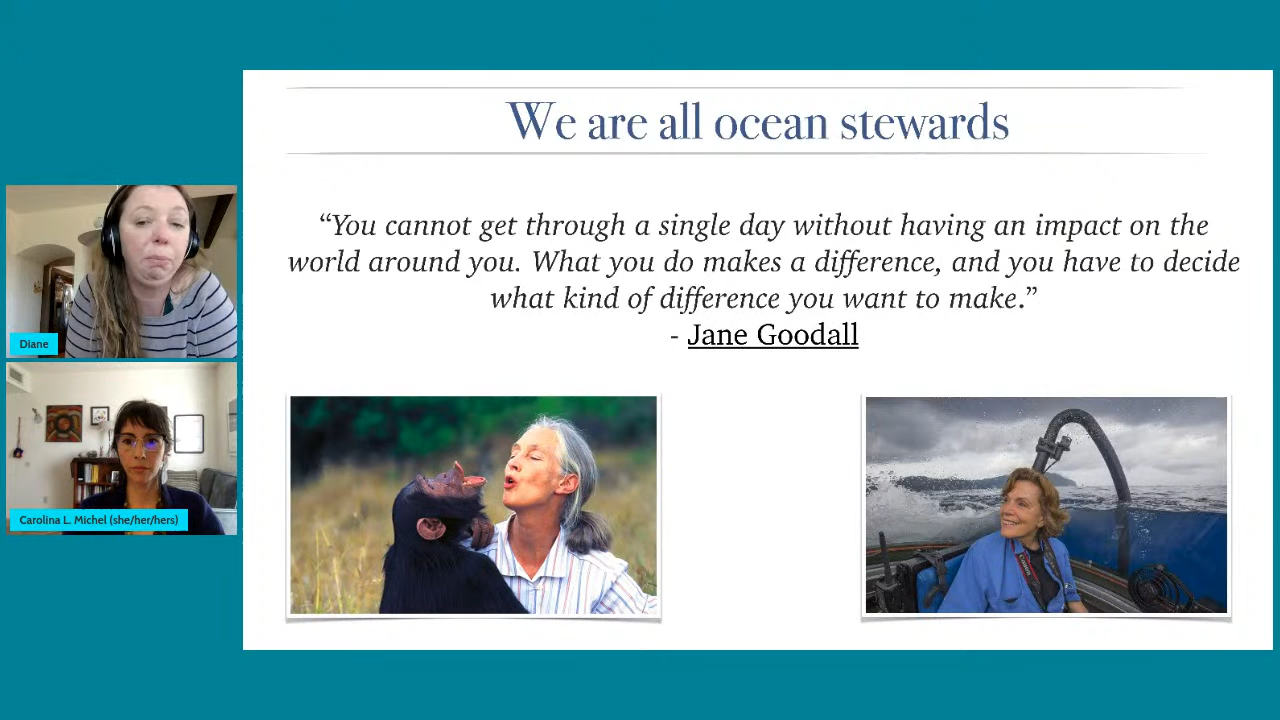 We are all ocean stewards
“You cannot get through a single day without having an impact on the
world around you. What you do makes a difference, and you have to decide
what kind of difference you want to make.”
- Jane Goodall
Diane
Carolina L. Michel (she/her/hers)